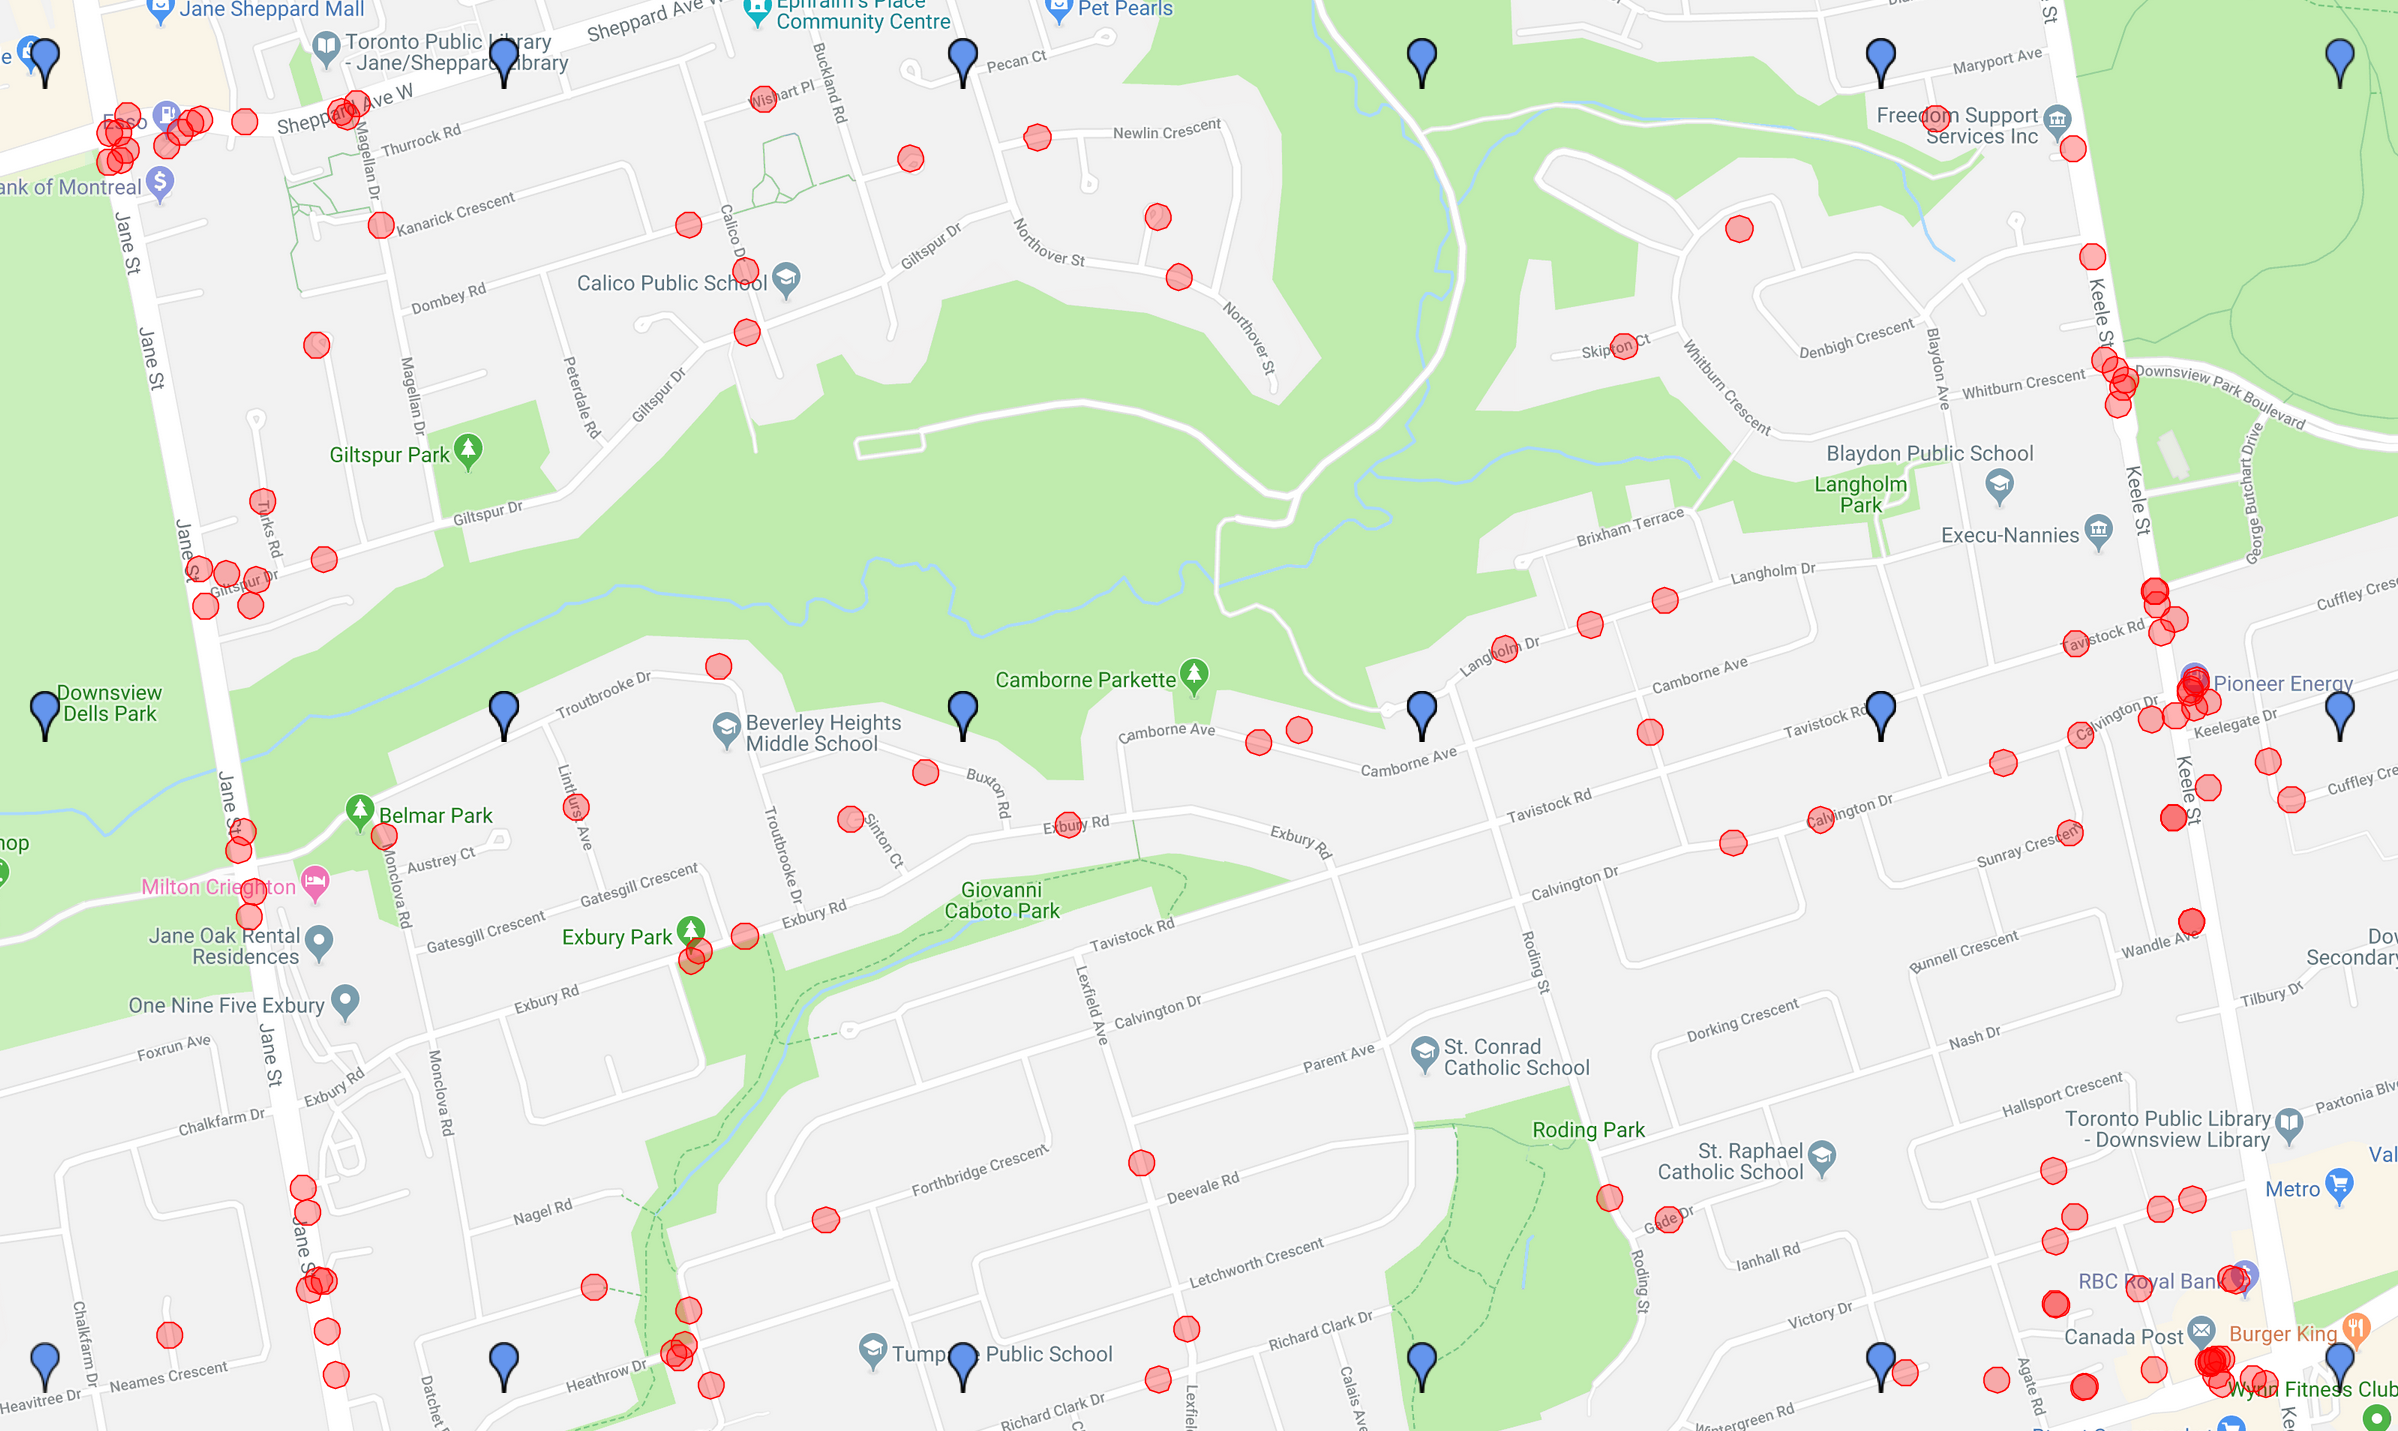 Jane Sheppard Mall
Toronto Public Library
- Jane/Sheppard Library
Sheppard Ave W
Ephraim's Place
Community Centre
Pet Pearls
Pecan Ct
Buckland Rd
Wishart Pl
Maryport Ave
St
e
Esso
Sheppard Ave W
Magellan Dr
Thurrock Rd
Newlin Crescent
Freedom Support
Services Inc
Bank of Montreal
Jane St
Kanarick Crescent
Calico Dr
Giltspur Dr
Northover St
Calico Public School
Dombey Rd
Keele St
Jane St
Northover St
Skipton Ct
Denbigh Crescent
Whitburn Crescent
Blaydon Ave
Magellan Dr
Peterdale Rd
Giltspur Dr
Whitburn Crescent
Downsview Park Boulevard
Giltspur Park
Blaydon Public School
Langholm
Park
Keele St
George Butchart Drive
Turks Rd
Giltspur Dr
Jane St
Brixham Terrace
Execu-Nannies
Giltspur Dr
Langholm Dr
Cuffley Cres
Tavistock Rd
Langholm Dr
Camborne Ave
Downsview
Dells Park
Troutbrooke Dr
Camborne Parkette
Pioneer Energy
Beverley Heights
Middle School
Camborne Ave
Camborne Ave
Tavistock Rd
Calvington Dr
Keelegate Dr
Jane St
Linthurst Ave
Buxton Rd
Tavistock Rd
Keele St
Cuffley Cre
Belmar Park
Troutbrooke Dr
Sinton Ct
Exbury Rd
Exbury Rd
Calvington Dr
Sunray Crescent
hop
Austrey Ct
Monclova Rd
Milton Crieghton
Gatesgill Crescent
Giovanni
Caboto Park
Calvington Dr
Jane Oak Rental
Residences
Gatesgill Crescent
Exbury Park
Exbury Rd
Tavistock Rd
Roding St
Bunnell Crescent
Wandle Ave
Dow
Secondary
One Nine Five Exbury
Exbury Rd
Lexfield Ave
Calvington Dr
Dorking Crescent
Tilbury Dr
Foxrun Ave
Jane St
Monclova Rd
Parent Ave
St. Conrad
Catholic School
Nash Dr
Exbury Rd
Chalkfarm Dr
Hallsport Crescent
Paxtonia Blv
Roding Park
Toronto Public Library
- Downsview Library
St. Raphael
Catholic School
Val
Forthbridge Crescent
Deevale Rd
Metro
Nagel Rd
Jane S
Gade Dr
Ianhall Rd
Letchworth Crescent
Roding St
RBC Royal Bank
Victory Dr
Chalkfarm Dr
Richard Clark Dr
Canada Post
Burger King
Tumpane Public School
Neames Crescent
Heavitree Dr
Heathrow Dr
Datchet R
Richard Clark Dr
Lexfiel
Calais Ave
Agate Rd
Wynn Fitness Club
Wintergreen Rd
Kee